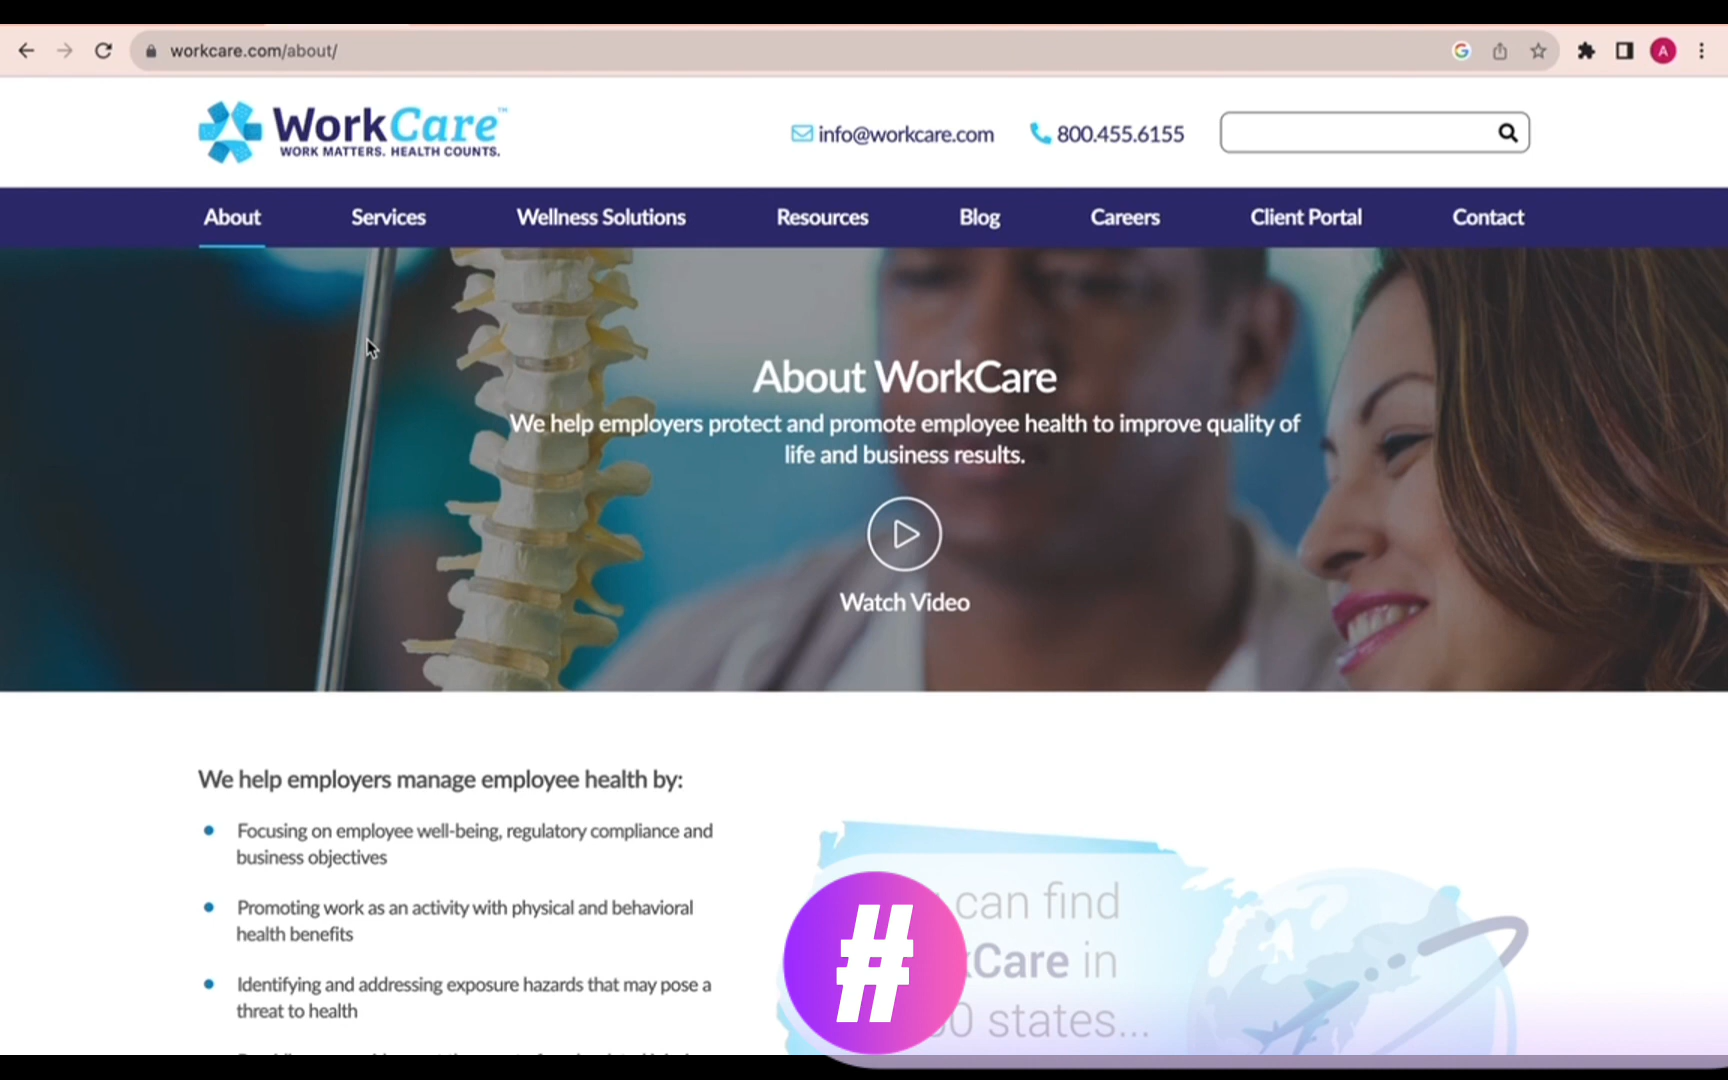 workcare.com/about/
A
WorkCare™
WORK MATTERS. HEALTH COUNTS.
info@workcare.com
800.455.6155
About
Services
Wellness Solutions
Resources
Blog
Careers
Client Portal
Contact
About WorkCare
We help employers protect and promote employee health to improve quality of
life and business results.
Watch Video
We help employers manage employee health by:
Focusing on employee well-being, regulatory compliance and
business objectives
Promoting work as an activity with physical and behavioral
health benefits
Identifying and addressing exposure hazards that may pose a
threat to health
can find
kCare in
0 states...
#